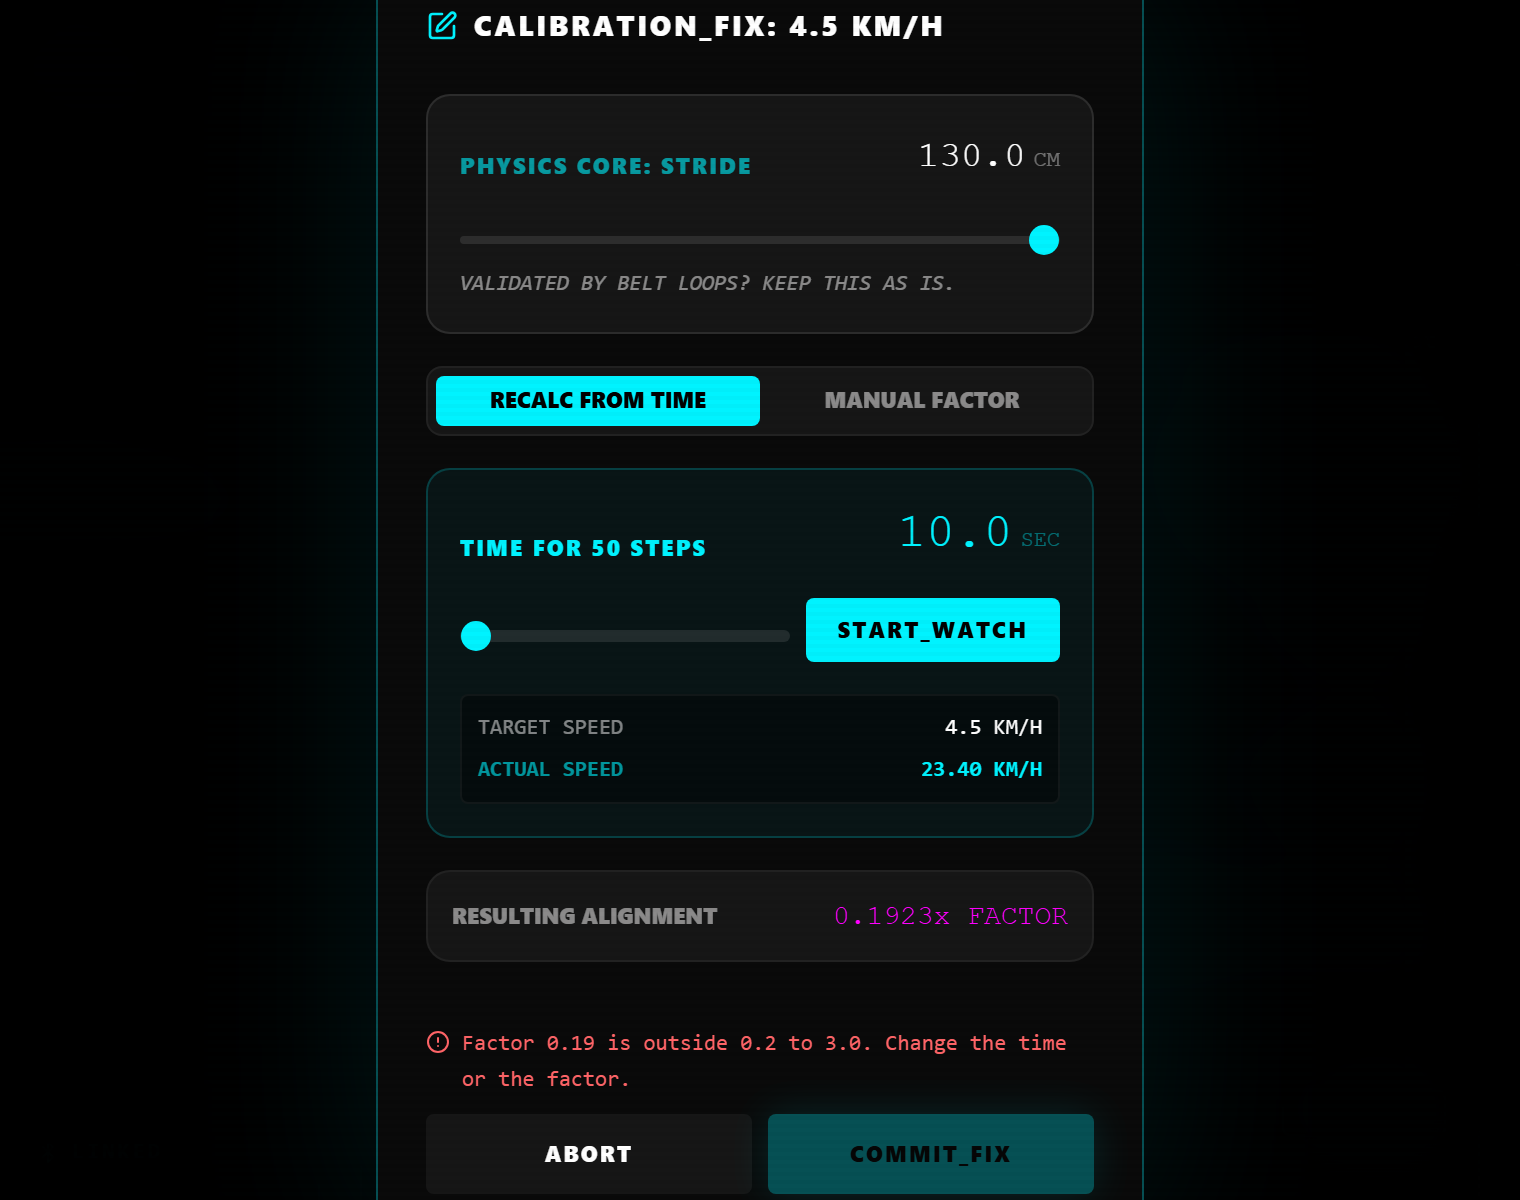 CALIBRATION_FIX: 4.5 KM/H
PHYSICS CORE: STRIDE
130.0 CM
VALIDATED BY BELT LOOPS? KEEP THIS AS IS.
RECALC FROM TIME
MANUAL FACTOR
TIME FOR 50 STEPS
10.0 SEC
START_WATCH
TARGET SPEED
4.5 KM/H
ACTUAL SPEED
23.40 KM/H
RESULTING ALIGNMENT
0.1923x FACTOR
Factor 0.19 is outside 0.2 to 3.0. Change the time
or the factor.
ABORT
COMMIT_FIX